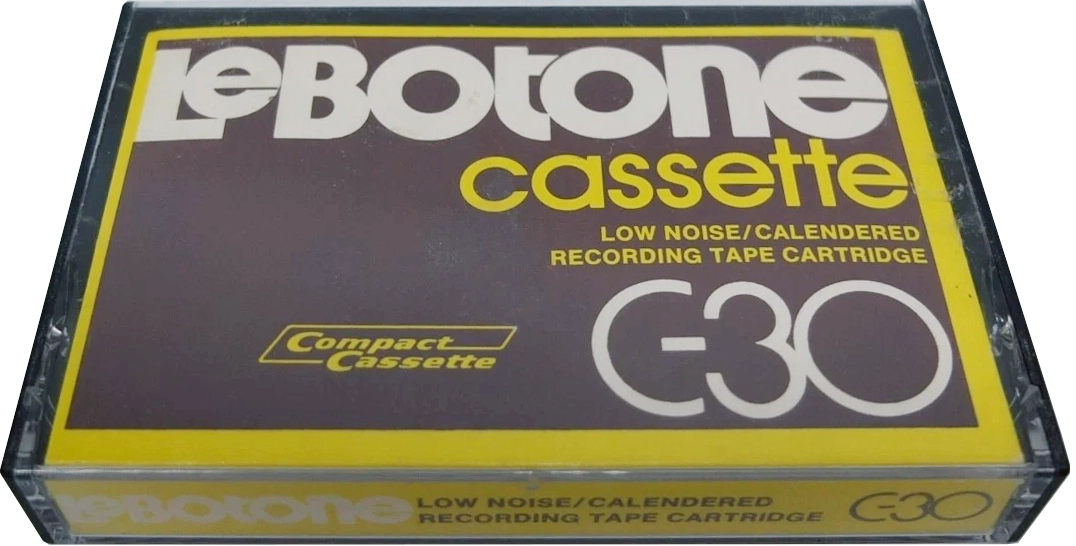 LeBotone
cassette
LOW NOISE/CALENDERED
RECORDING TAPE CARTRIDGE
C-30
Compact
Cassette
LeBotone
LOW NOISE/CALENDERED
RECORDING TAPE CARTRIDGE
C-30